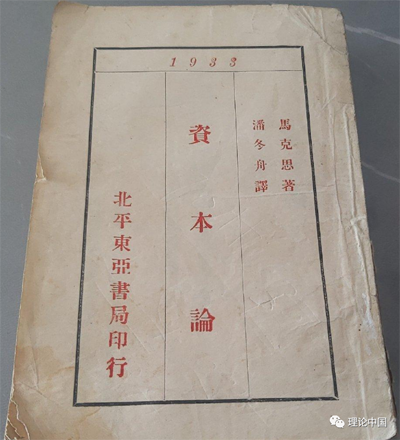 1933
馬克思著
潘冬舟譯
資本論
北平東亞書局印行
理论中国